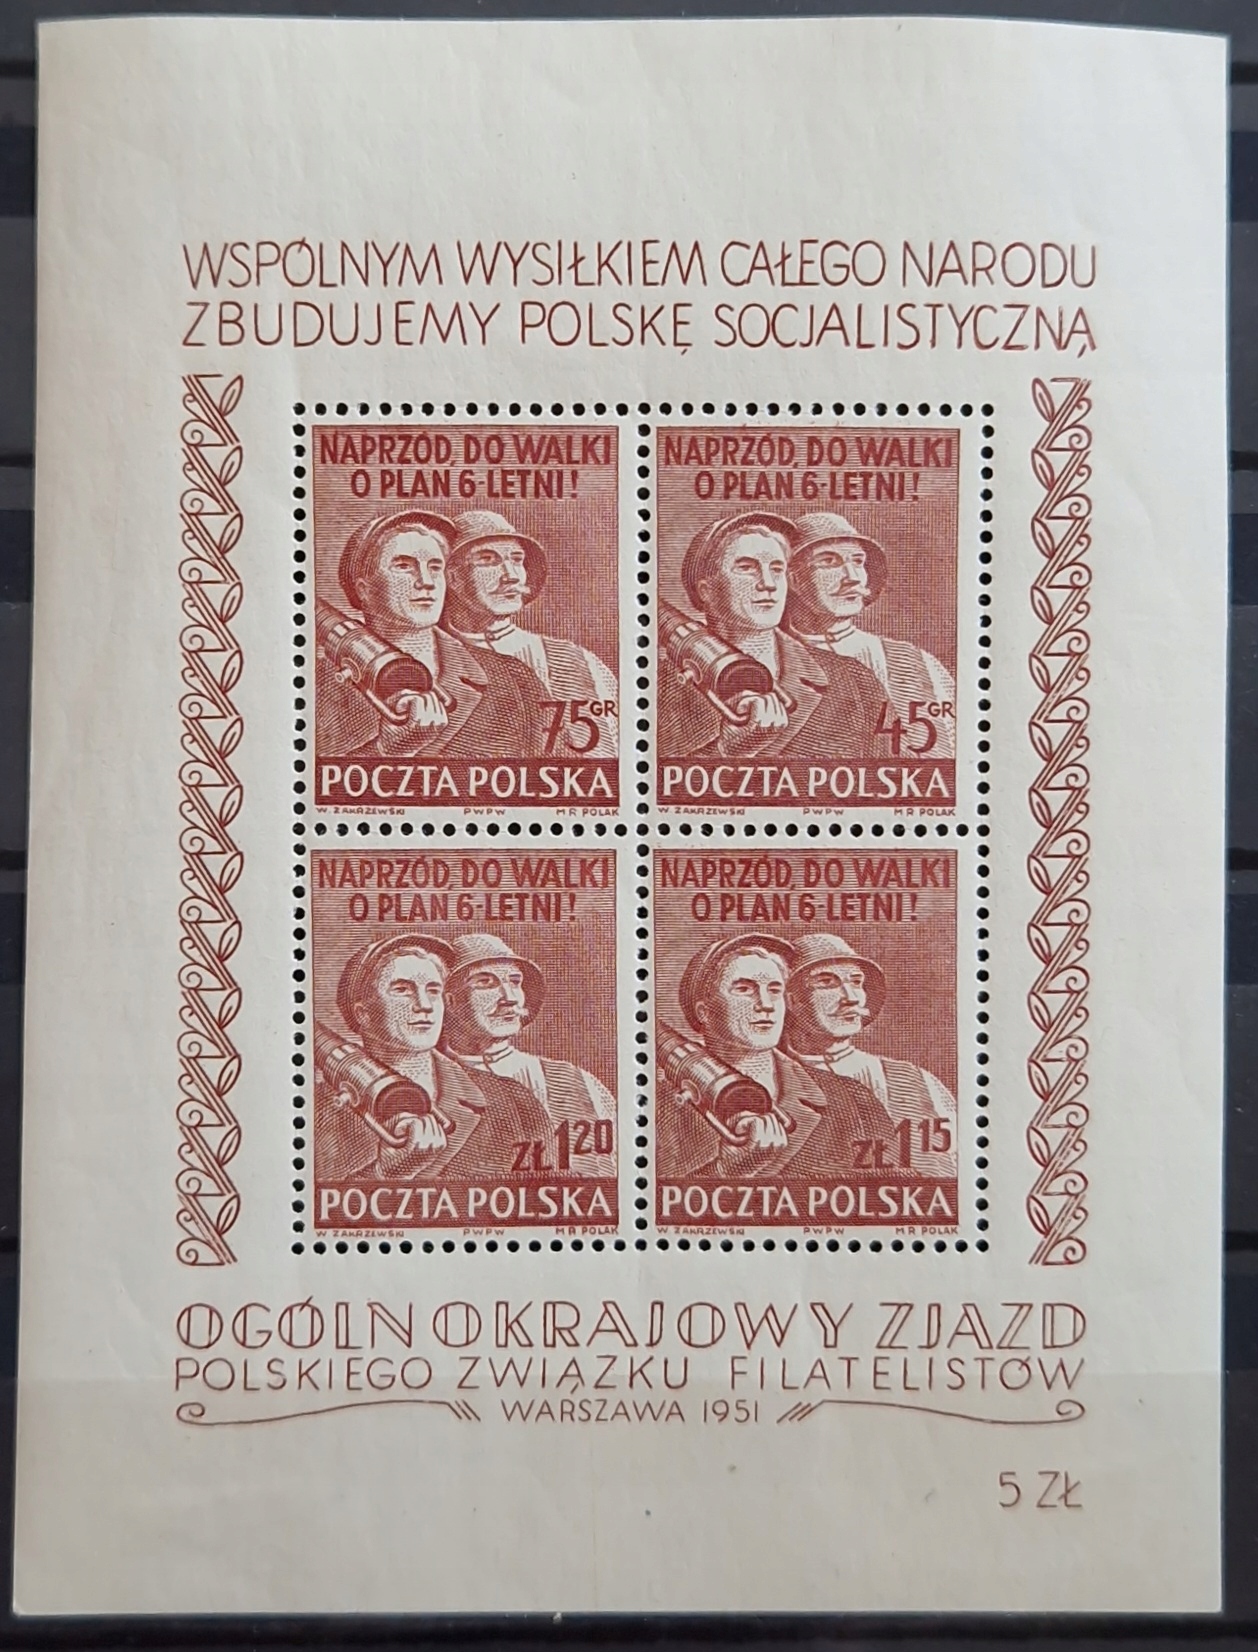 WSPÓLNYM WYSIŁKIEM CAŁEGO NARODU
ZBUDUJEMY POLSKĘ SOCJALISTYCZNĄ
NAPRZÓD, DO WALKI
O PLAN 6-LETNI!
75 GR
POCZTA POLSKA
W. ZAKRZEWSKI PWPW M R POLAK
NAPRZÓD, DO WALKI
O PLAN 6-LETNI!
45 GR
POCZTA POLSKA
W. ZAKRZEWSKI PWPW M R POLAK
NAPRZÓD, DO WALKI
O PLAN 6-LETNI!
ZŁ 1 20
POCZTA POLSKA
W. ZAKRZEWSKI PWPW M R POLAK
NAPRZÓD, DO WALKI
O PLAN 6-LETNI!
ZŁ 1 15
POCZTA POLSKA
W. ZAKRZEWSKI PWPW M R POLAK
OGÓLNOKRAJOWY ZJAZD
POLSKIEGO ZWIĄZKU FILATELISTÓW
WARSZAWA 1951
5 ZŁ